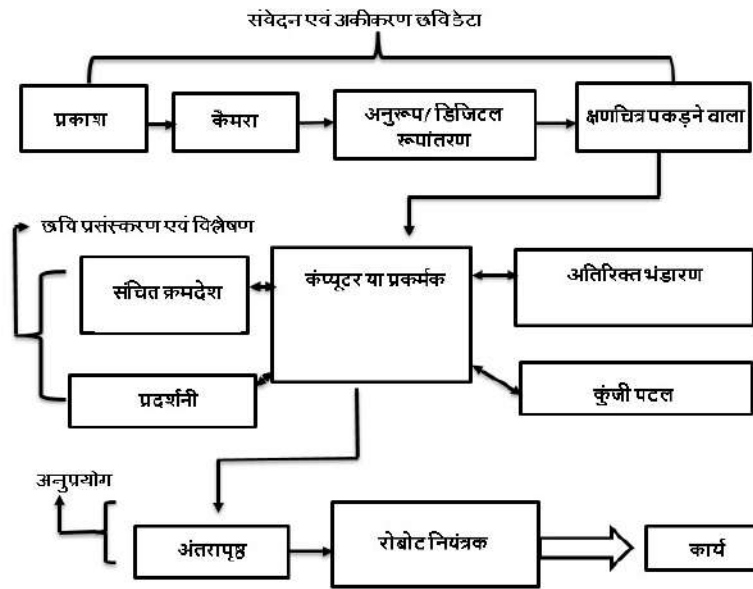 संवेदन एवं अकीकरण छवि डेटा
प्रकाश
कैमरा
अनुरूप/ डिजिटल
रूपांतरण
क्षणचित्र पकड़ने वाला
छवि प्रसंस्करण एवं विश्लेषण
संचित क्रमदेश
कंप्यूटर या प्रकर्मक
अतिरिक्त भंडारण
प्रदर्शनी
कुंजी पटल
अनुप्रयोग
अंतरापृष्ठ
रोबोट नियंत्रक
कार्य